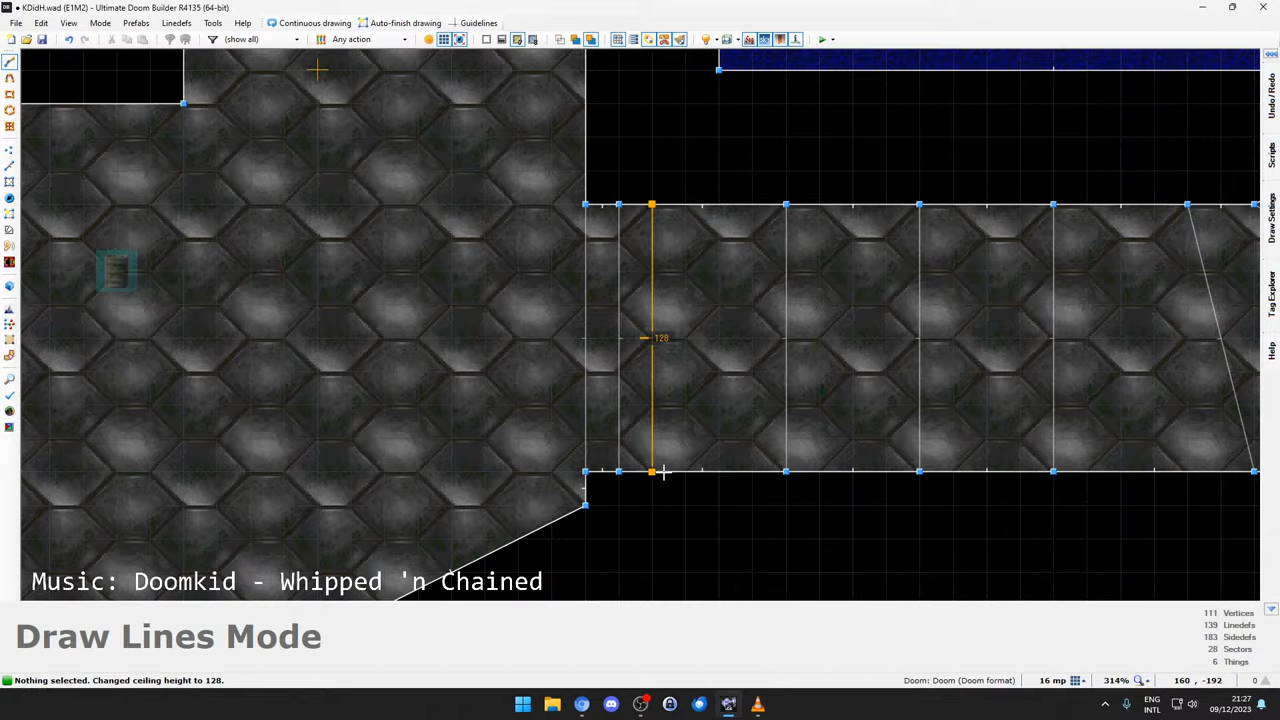 KDidH.wad (E1M2) - Ultimate Doom Builder R4135 (64-bit)
File Edit View Mode Prefabs Linedefs Tools Help Continuous drawing Auto-finish drawing Guidelines
(show all) Any action
Undo / Redo
Scripts
Draw Settings
Tag Explorer
Help
128
Music: Doomkid - Whipped 'n Chained
Draw Lines Mode
111 Vertices
139 Linedefs
183 Sidedefs
28 Sectors
6 Things
Nothing selected. Changed ceiling height to 128. Doom: Doom (Doom format) 16 mp 314% 160 , -192 0
ENG
INTL
21:27
09/12/2023